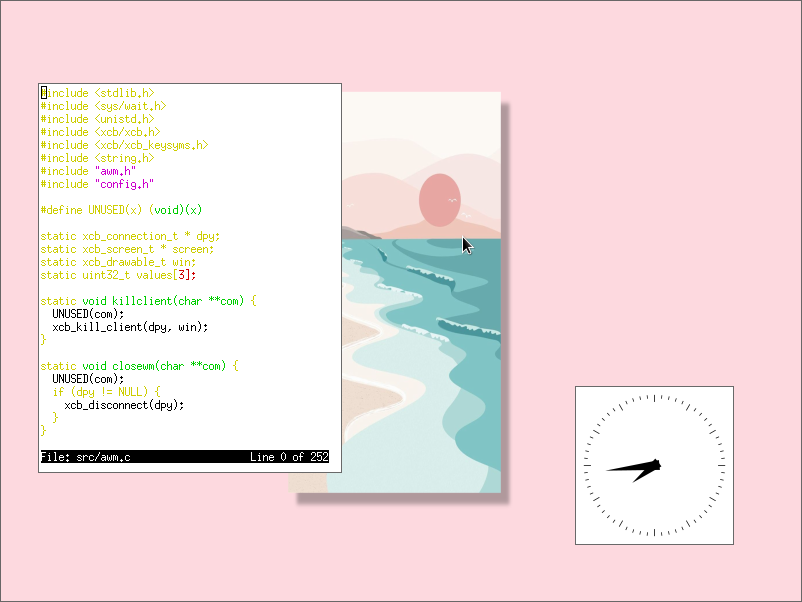 #include <stdlib.h>
#include <sys/wait.h>
#include <unistd.h>
#include <xcb/xcb.h>
#include <xcb/xcb_keysyms.h>
#include <string.h>
#include "awm.h"
#include "config.h"
#define UNUSED(x) (void)(x)
static xcb_connection_t * dpy;
static xcb_screen_t * screen;
static xcb_drawable_t win;
static uint32_t values[3];
static void killclient(char **com) {
UNUSED(com);
xcb_kill_client(dpy, win);
}
static void closewm(char **com) {
UNUSED(com);
if (dpy != NULL) {
xcb_disconnect(dpy);
}
}
File: src/awm.c Line 0 of 252